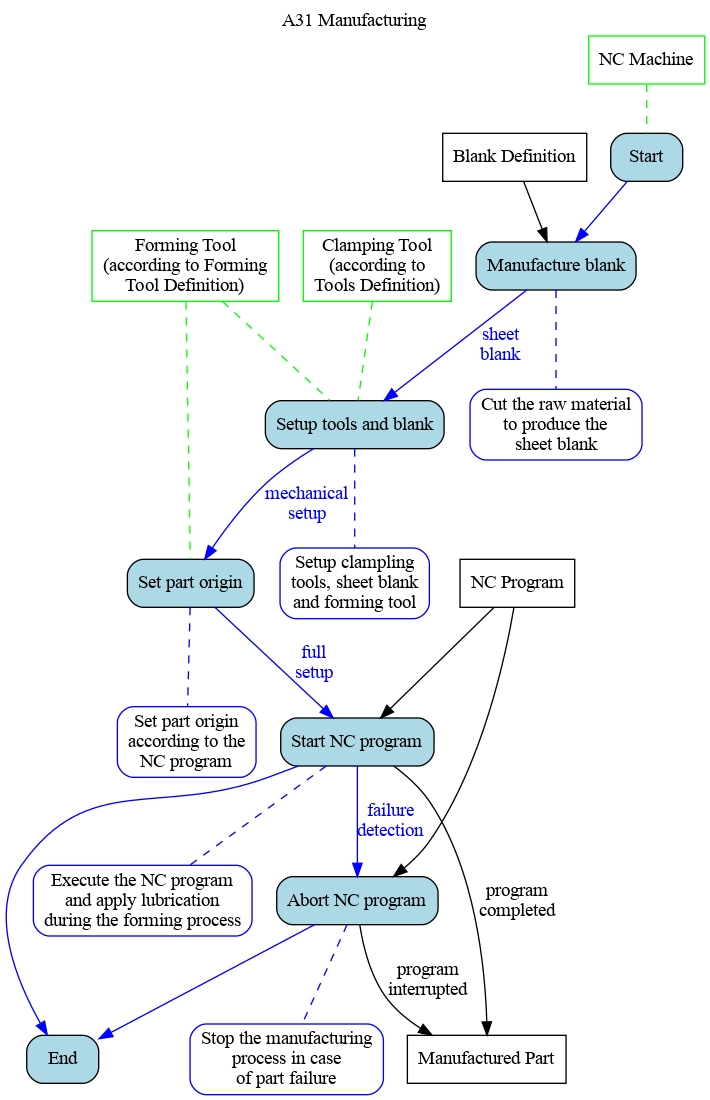 A31 Manufacturing
NC Machine
Blank Definition
Start
Forming Tool
(according to Forming
Tool Definition)
Clamping Tool
(according to
Tools Definition)
Manufacture blank
sheet
blank
Cut the raw material
to produce the
sheet blank
Setup tools and blank
mechanical
setup
Setup clampling
tools, sheet blank
and forming tool
Set part origin
NC Program
full
setup
Set part origin
according to the
NC program
Start NC program
failure
detection
Execute the NC program
and apply lubrication
during the forming process
Abort NC program
program
completed
program
interrupted
End
Stop the manufacturing
process in case
of part failure
Manufactured Part